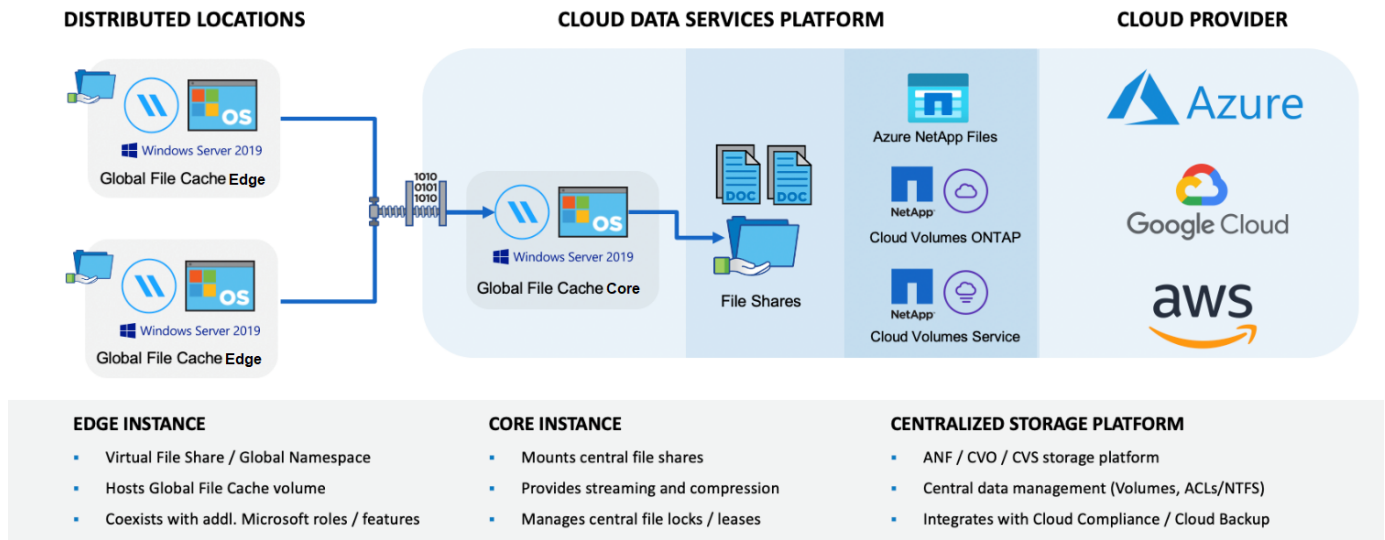 DISTRIBUTED LOCATIONS
CLOUD DATA SERVICES PLATFORM
CLOUD PROVIDER
OS
Windows Server 2019
Global File Cache Edge
OS
Windows Server 2019
Global File Cache Edge
1010
0101
1010
OS
Windows Server 2019
Global File Cache Core
DOC
DOC
File Shares
Azure NetApp Files
NetApp
Cloud Volumes ONTAP
NetApp
Cloud Volumes Service
Azure
Google Cloud
aws
EDGE INSTANCE
▪ Virtual File Share / Global Namespace
▪ Hosts Global File Cache volume
▪ Coexists with addl. Microsoft roles / features
CORE INSTANCE
▪ Mounts central file shares
▪ Provides streaming and compression
▪ Manages central file locks / leases
CENTRALIZED STORAGE PLATFORM
▪ ANF / CVO / CVS storage platform
▪ Central data management (Volumes, ACLs/NTFS)
▪ Integrates with Cloud Compliance / Cloud Backup